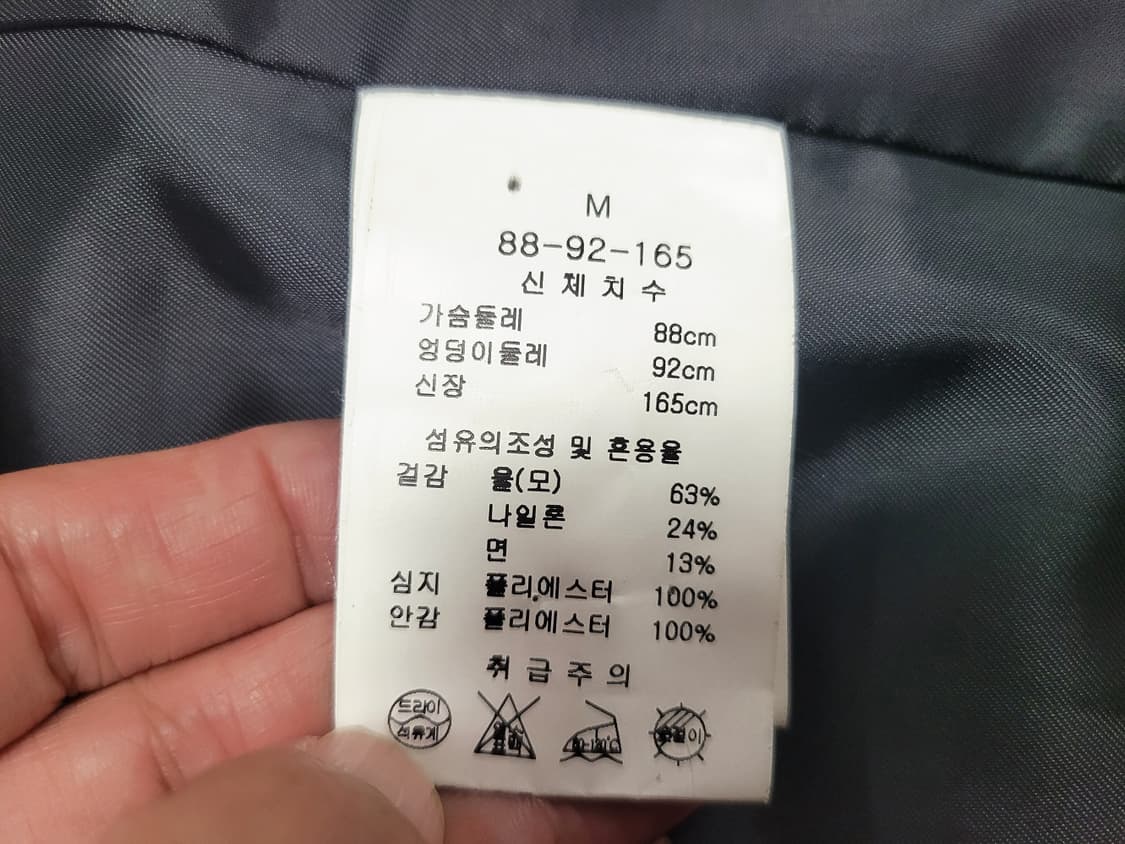 M
88-92-165
신체치수
가슴둘레 88cm
엉덩이둘레 92cm
신장 165cm
섬유의조성 및 혼용율
걸감 울(모) 63%
나일론 24%
면 13%
심지 폴리에스터 100%
안감 폴리에스터 100%
취급주의
드라이
석유계